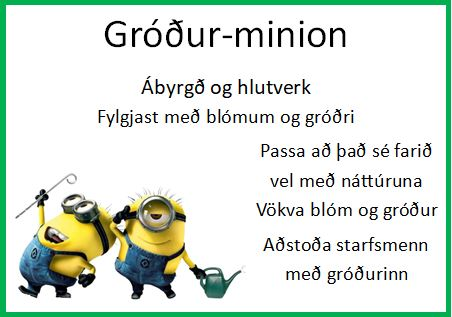 Gróður-minion
Ábyrgð og hlutverk
Fylgjast með blómum og gróðri
Passa að það sé farið
vel með náttúruna
Vökva blóm og gróður
Aðstoða starfsmenn
með gróðurinn